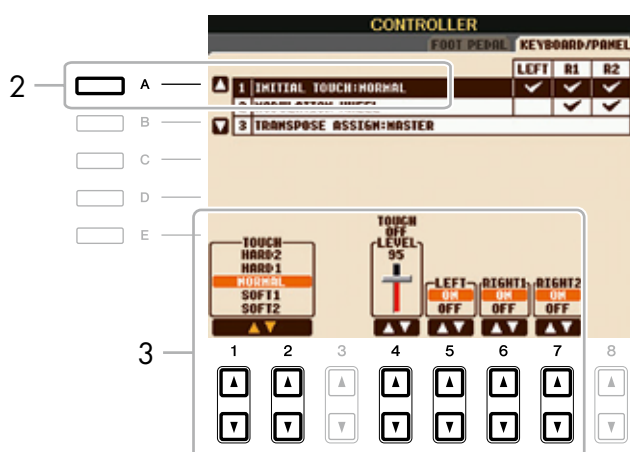 CONTROLLER
FOOT PEDAL KEYBOARD/PANEL
LEFT R1 R2
2
A
1 INITIAL TOUCH:NORMAL
B
2
C
3 TRANSPOSE ASSIGN:MASTER
D
E
TOUCH
HARD2
HARD1
NORMAL
SOFT1
SOFT2
TOUCH
OFF
LEVEL
95
LEFT
ON
OFF
RIGHT1
ON
OFF
RIGHT2
ON
OFF
3
1 2 3 4 5 6 7 8